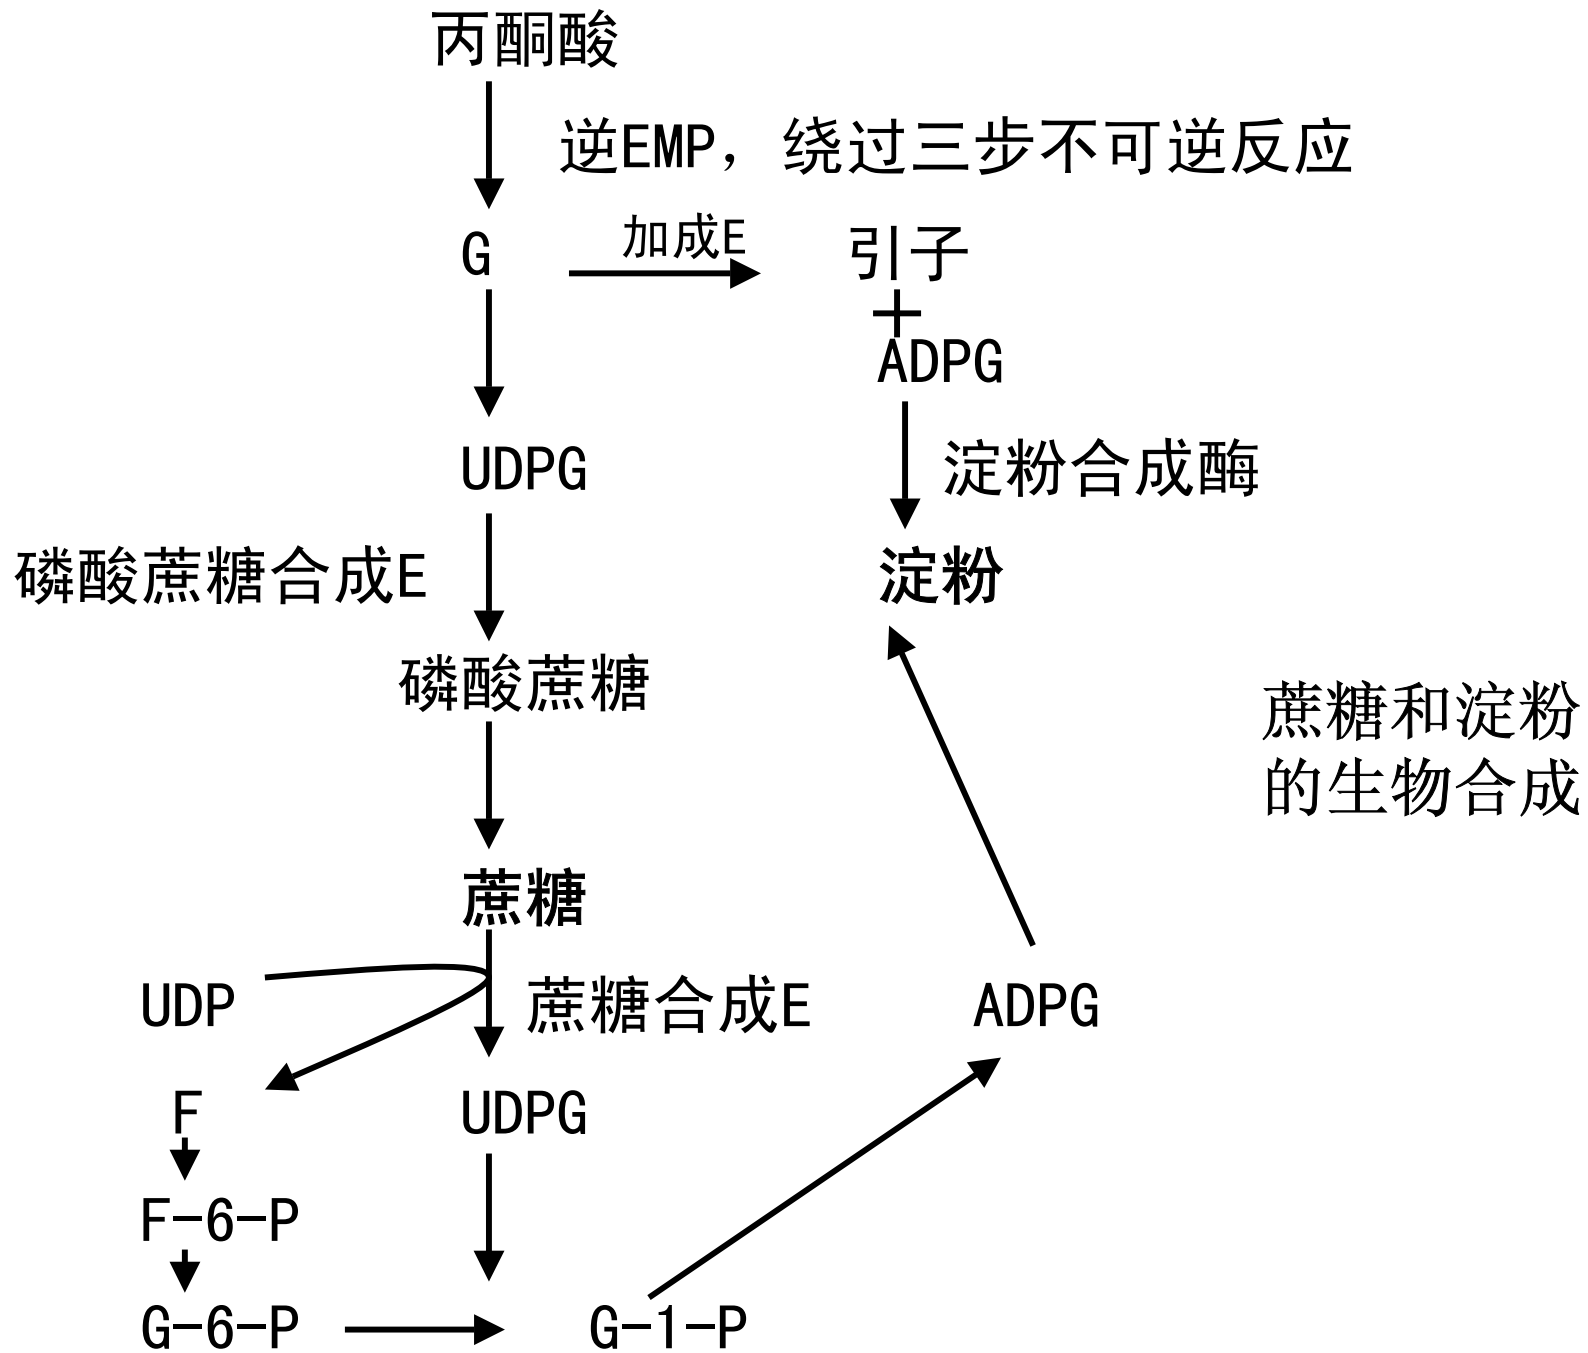 丙酮酸
逆EMP，绕过三步不可逆反应
G
加成E
引子
+
ADPG
UDPG
淀粉合成酶
磷酸蔗糖合成E
淀粉
磷酸蔗糖
蔗糖和淀粉
的生物合成
蔗糖
UDP
蔗糖合成E
ADPG
F
UDPG
F-6-P
G-6-P
G-1-P